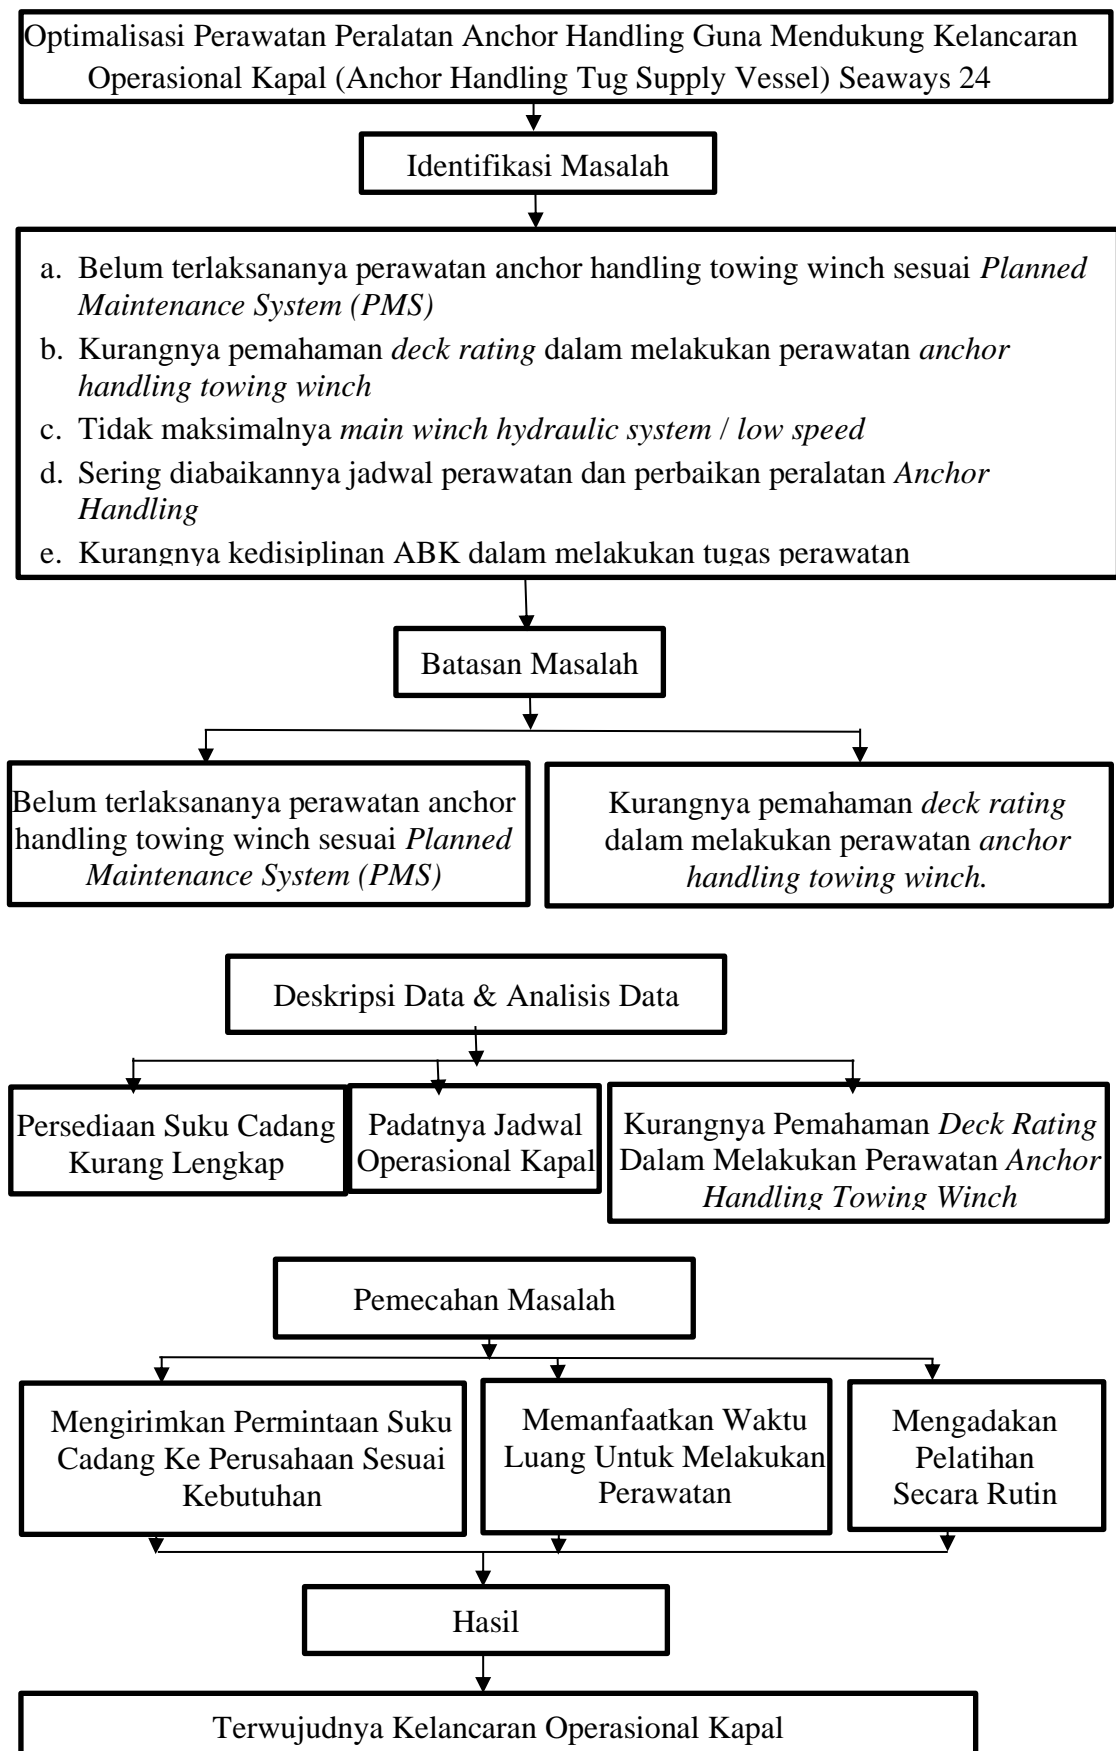 Optimalisasi Perawatan Peralatan Anchor Handling Guna Mendukung Kelancaran
Operasional Kapal (Anchor Handling Tug Supply Vessel) Seaways 24
Identifikasi Masalah
a. Belum terlaksananya perawatan anchor handling towing winch sesuai Planned
Maintenance System (PMS)
b. Kurangnya pemahaman deck rating dalam melakukan perawatan anchor
handling towing winch
c. Tidak maksimalnya main winch hydraulic system / low speed
d. Sering diabaikannya jadwal perawatan dan perbaikan peralatan Anchor
Handling
e. Kurangnya kedisiplinan ABK dalam melakukan tugas perawatan
Batasan Masalah
Belum terlaksananya perawatan anchor
handling towing winch sesuai Planned
Maintenance System (PMS)
Kurangnya pemahaman deck rating
dalam melakukan perawatan anchor
handling towing winch.
Deskripsi Data & Analisis Data
Persediaan Suku Cadang
Kurang Lengkap
Padatnya Jadwal
Operasional Kapal
Kurangnya Pemahaman Deck Rating
Dalam Melakukan Perawatan Anchor
Handling Towing Winch
Pemecahan Masalah
Mengirimkan Permintaan Suku
Cadang Ke Perusahaan Sesuai
Kebutuhan
Memanfaatkan Waktu
Luang Untuk Melakukan
Perawatan
Mengadakan
Pelatihan
Secara Rutin
Hasil
Terwujudnya Kelancaran Operasional Kapal